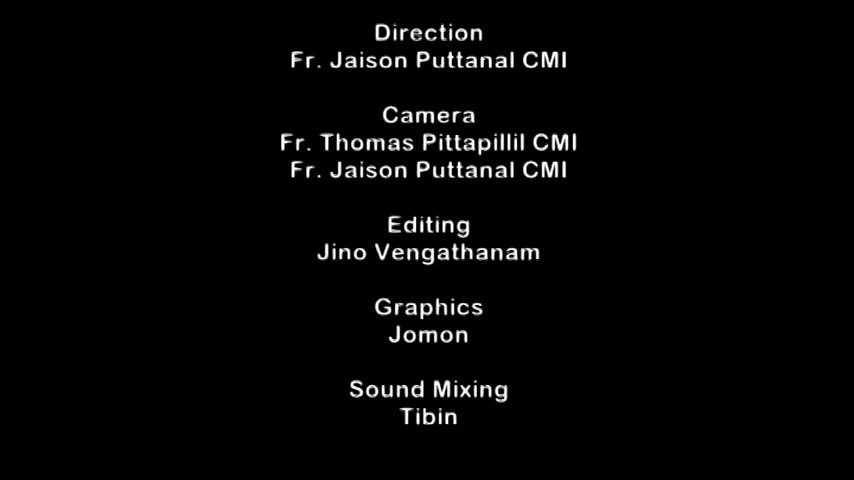 Direction
Fr. Jaison Puttanal CMI
Camera
Fr. Thomas Pittapillil CMI
Fr. Jaison Puttanal CMI
Editing
Jino Vengathanam
Graphics
Jomon
Sound Mixing
Tibin